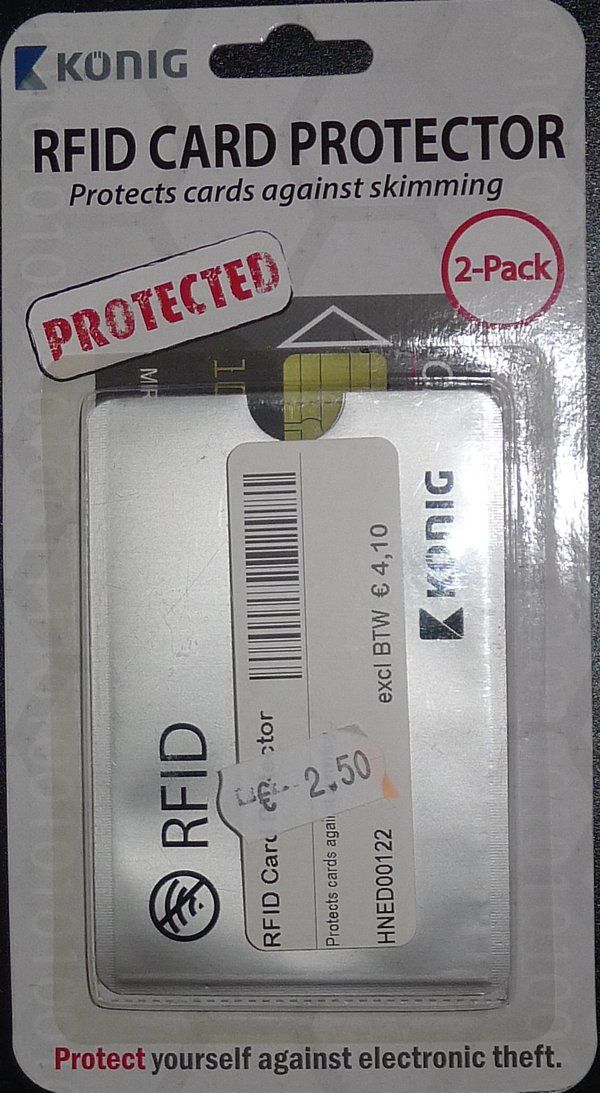 KÖNIG
RFID CARD PROTECTOR
Protects cards against skimming
2-Pack
PROTECTED
KÖNIG
RFID
RFID Card
Protects cards
HNED00122
excl BTW € 4,10
€ 2.50
Protect yourself against electronic theft.